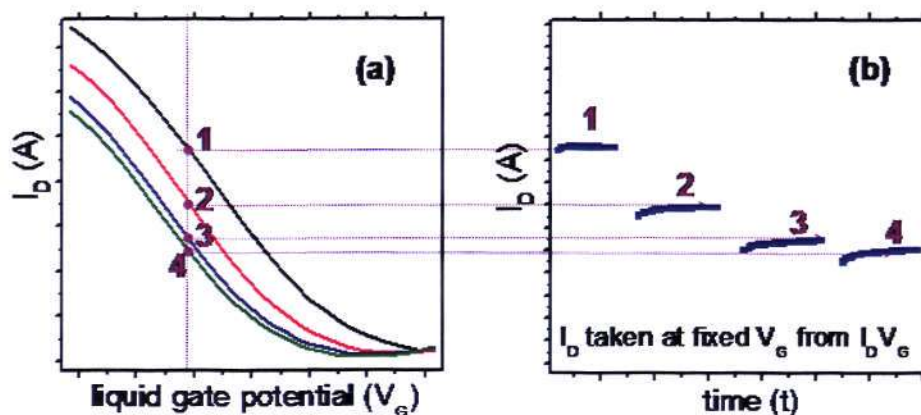 (a)
1
2
3
4
I_D (A)
liquid gate potential (V_G)
(b)
1
2
3
4
I_D (A)
I_D taken at fixed V_G from I_DV_G
time (t)